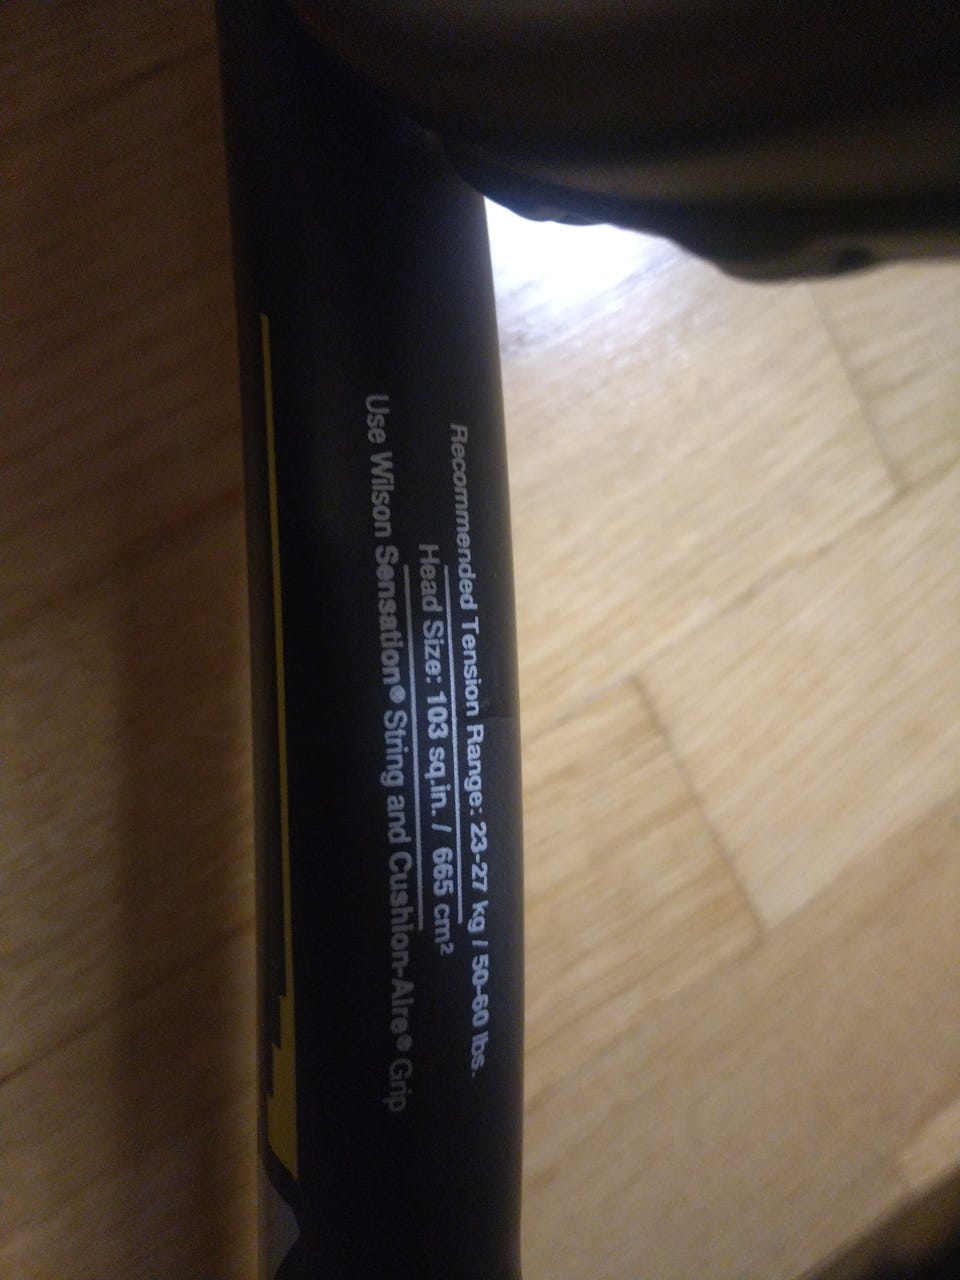 Recommended Tension Range: 23-27 kg / 50-60 lbs.
Head Size: 103 sq.in. / 665 cm²
Use Wilson Sensation® String and Cushion-Aire® Grip